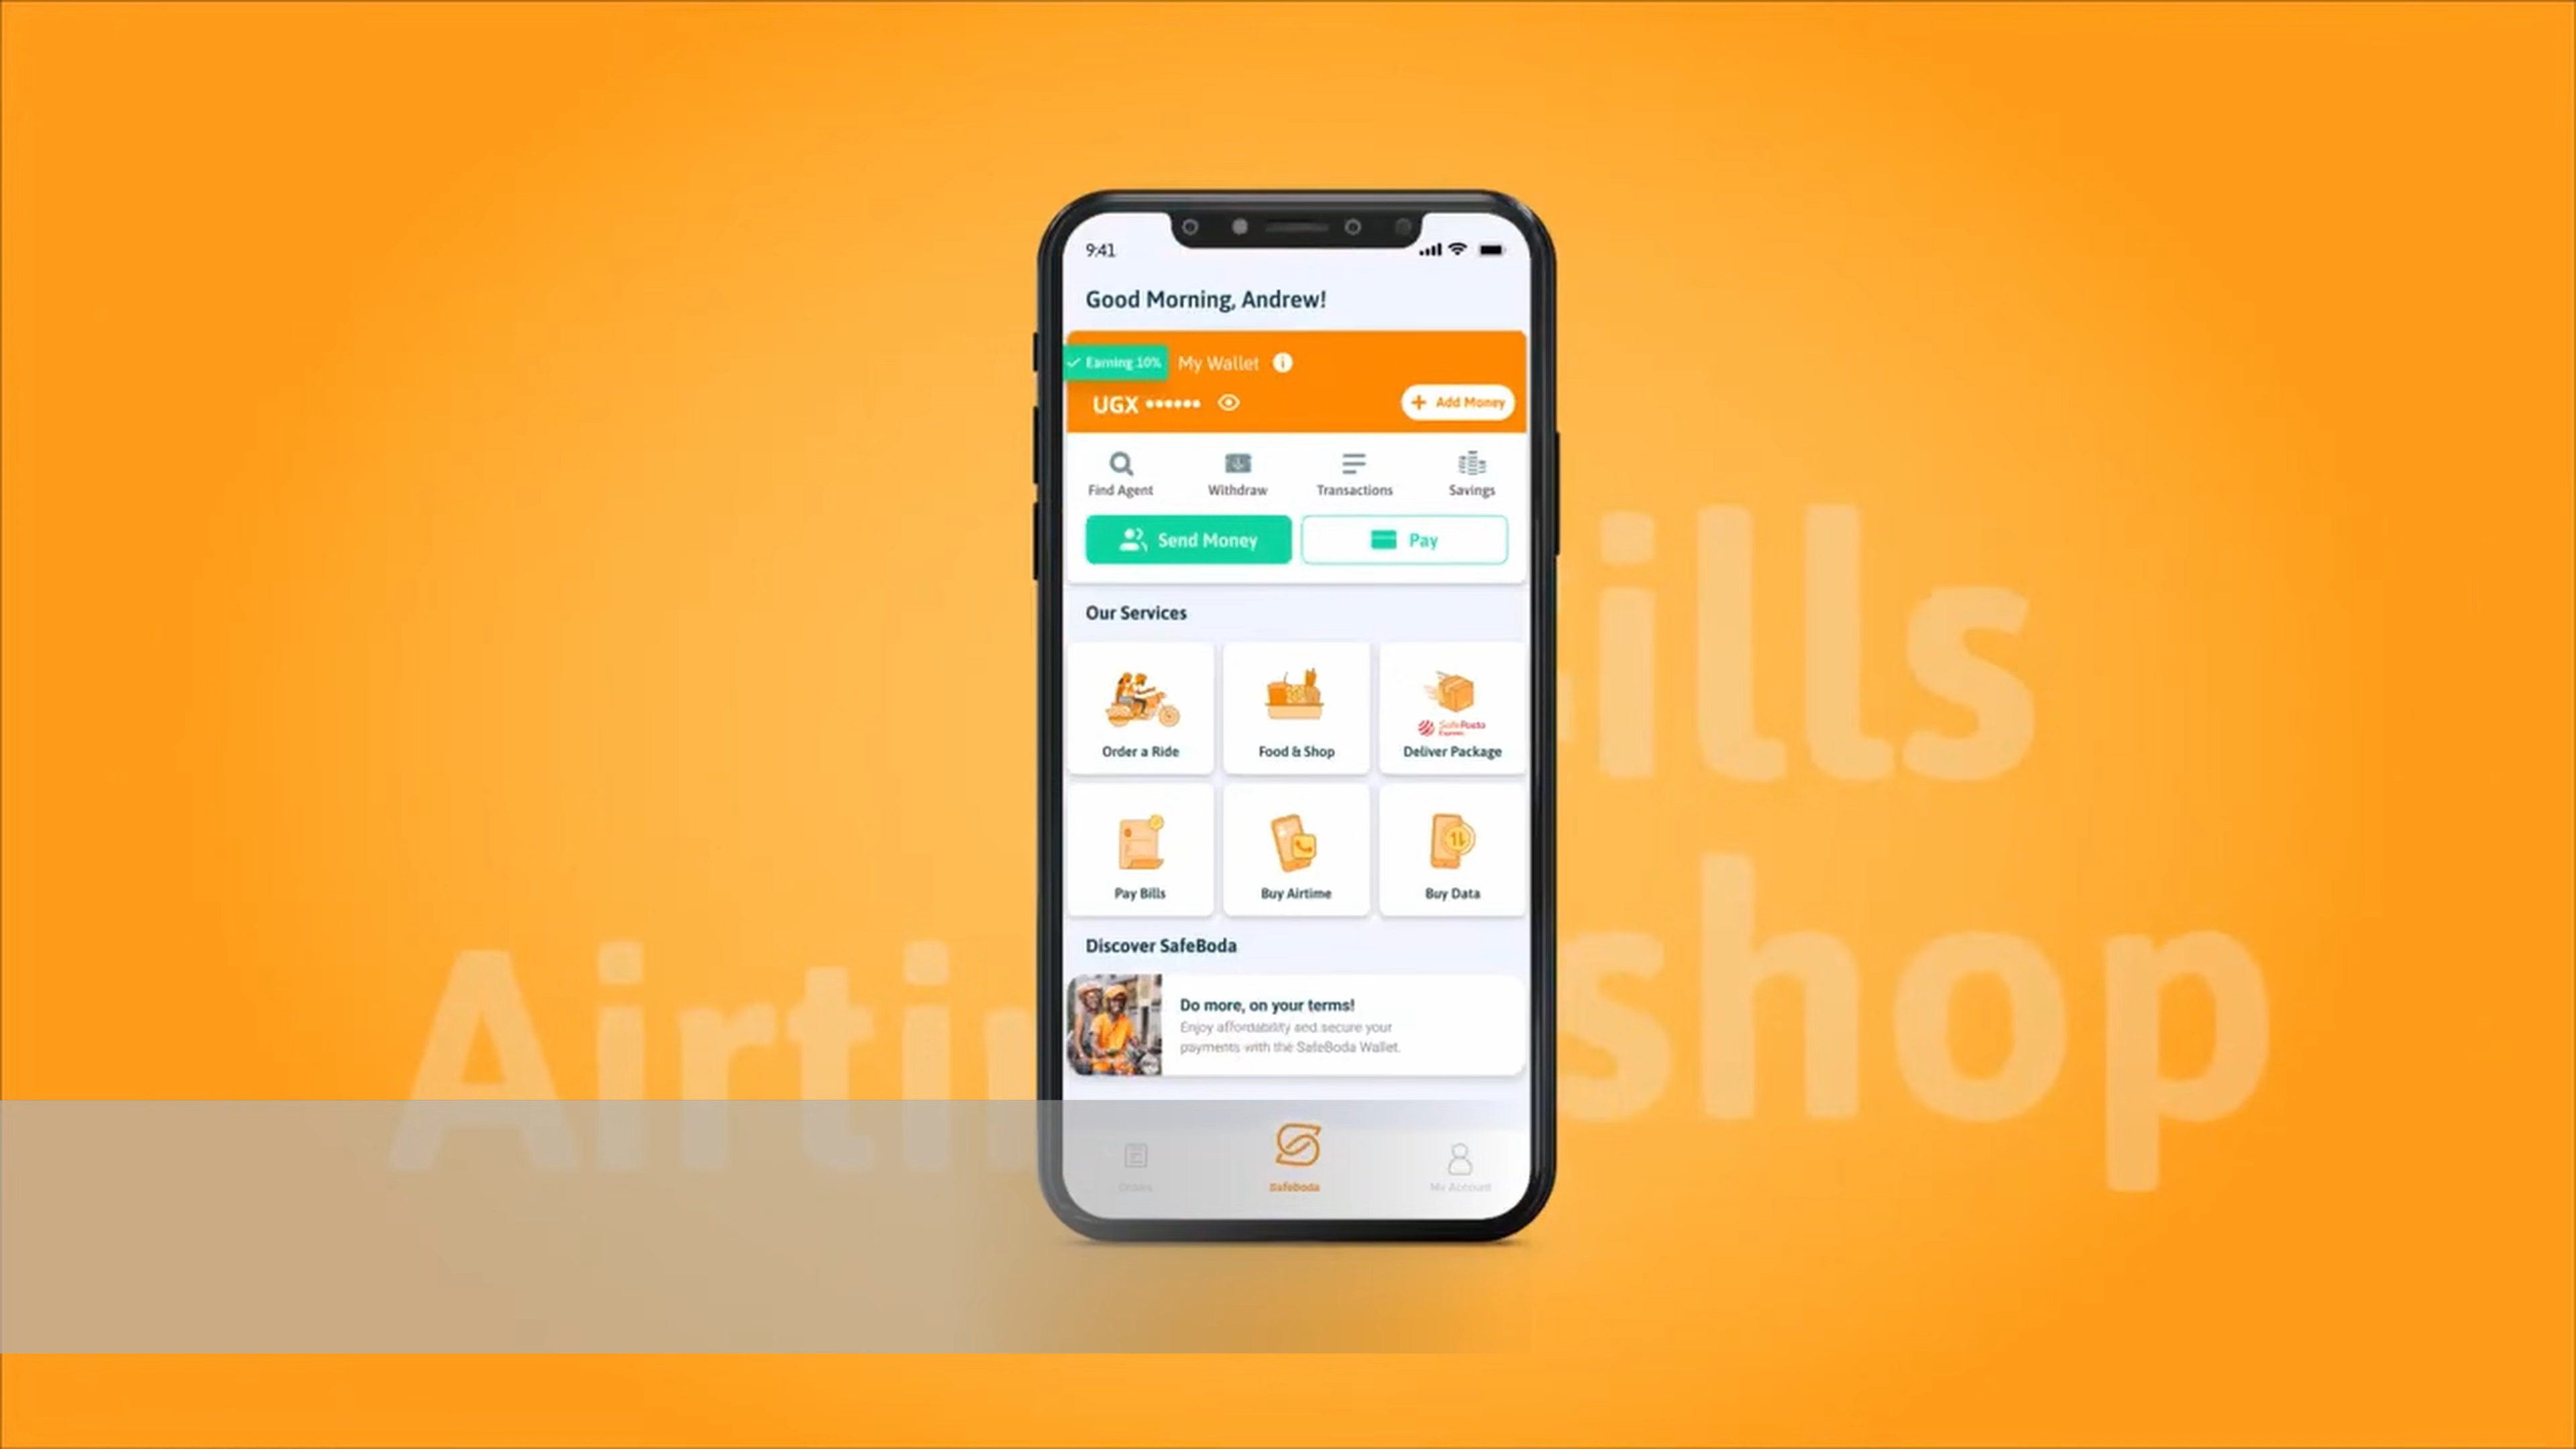 9:41
Good Morning, Andrew!
Earning 10%
My Wallet
UGX
Add Money
Find Agent
Withdraw
Transactions
Savings
Send Money
Pay
Our Services
Order a Ride
Food & Shop
SafePosta
Express
Deliver Package
Pay Bills
Buy Airtime
Buy Data
Discover SafeBoda
Do more, on your terms!
Enjoy affordability and secure your
payments with the SafeBoda Wallet.
Orders
Safeboda
My Account
ills
Airti
shop